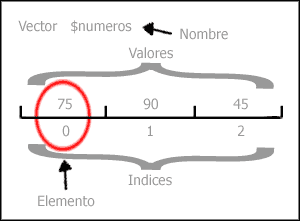 Vector $numeros
Nombre
Valores
75 90 45
0 1 2
Indices
Elemento